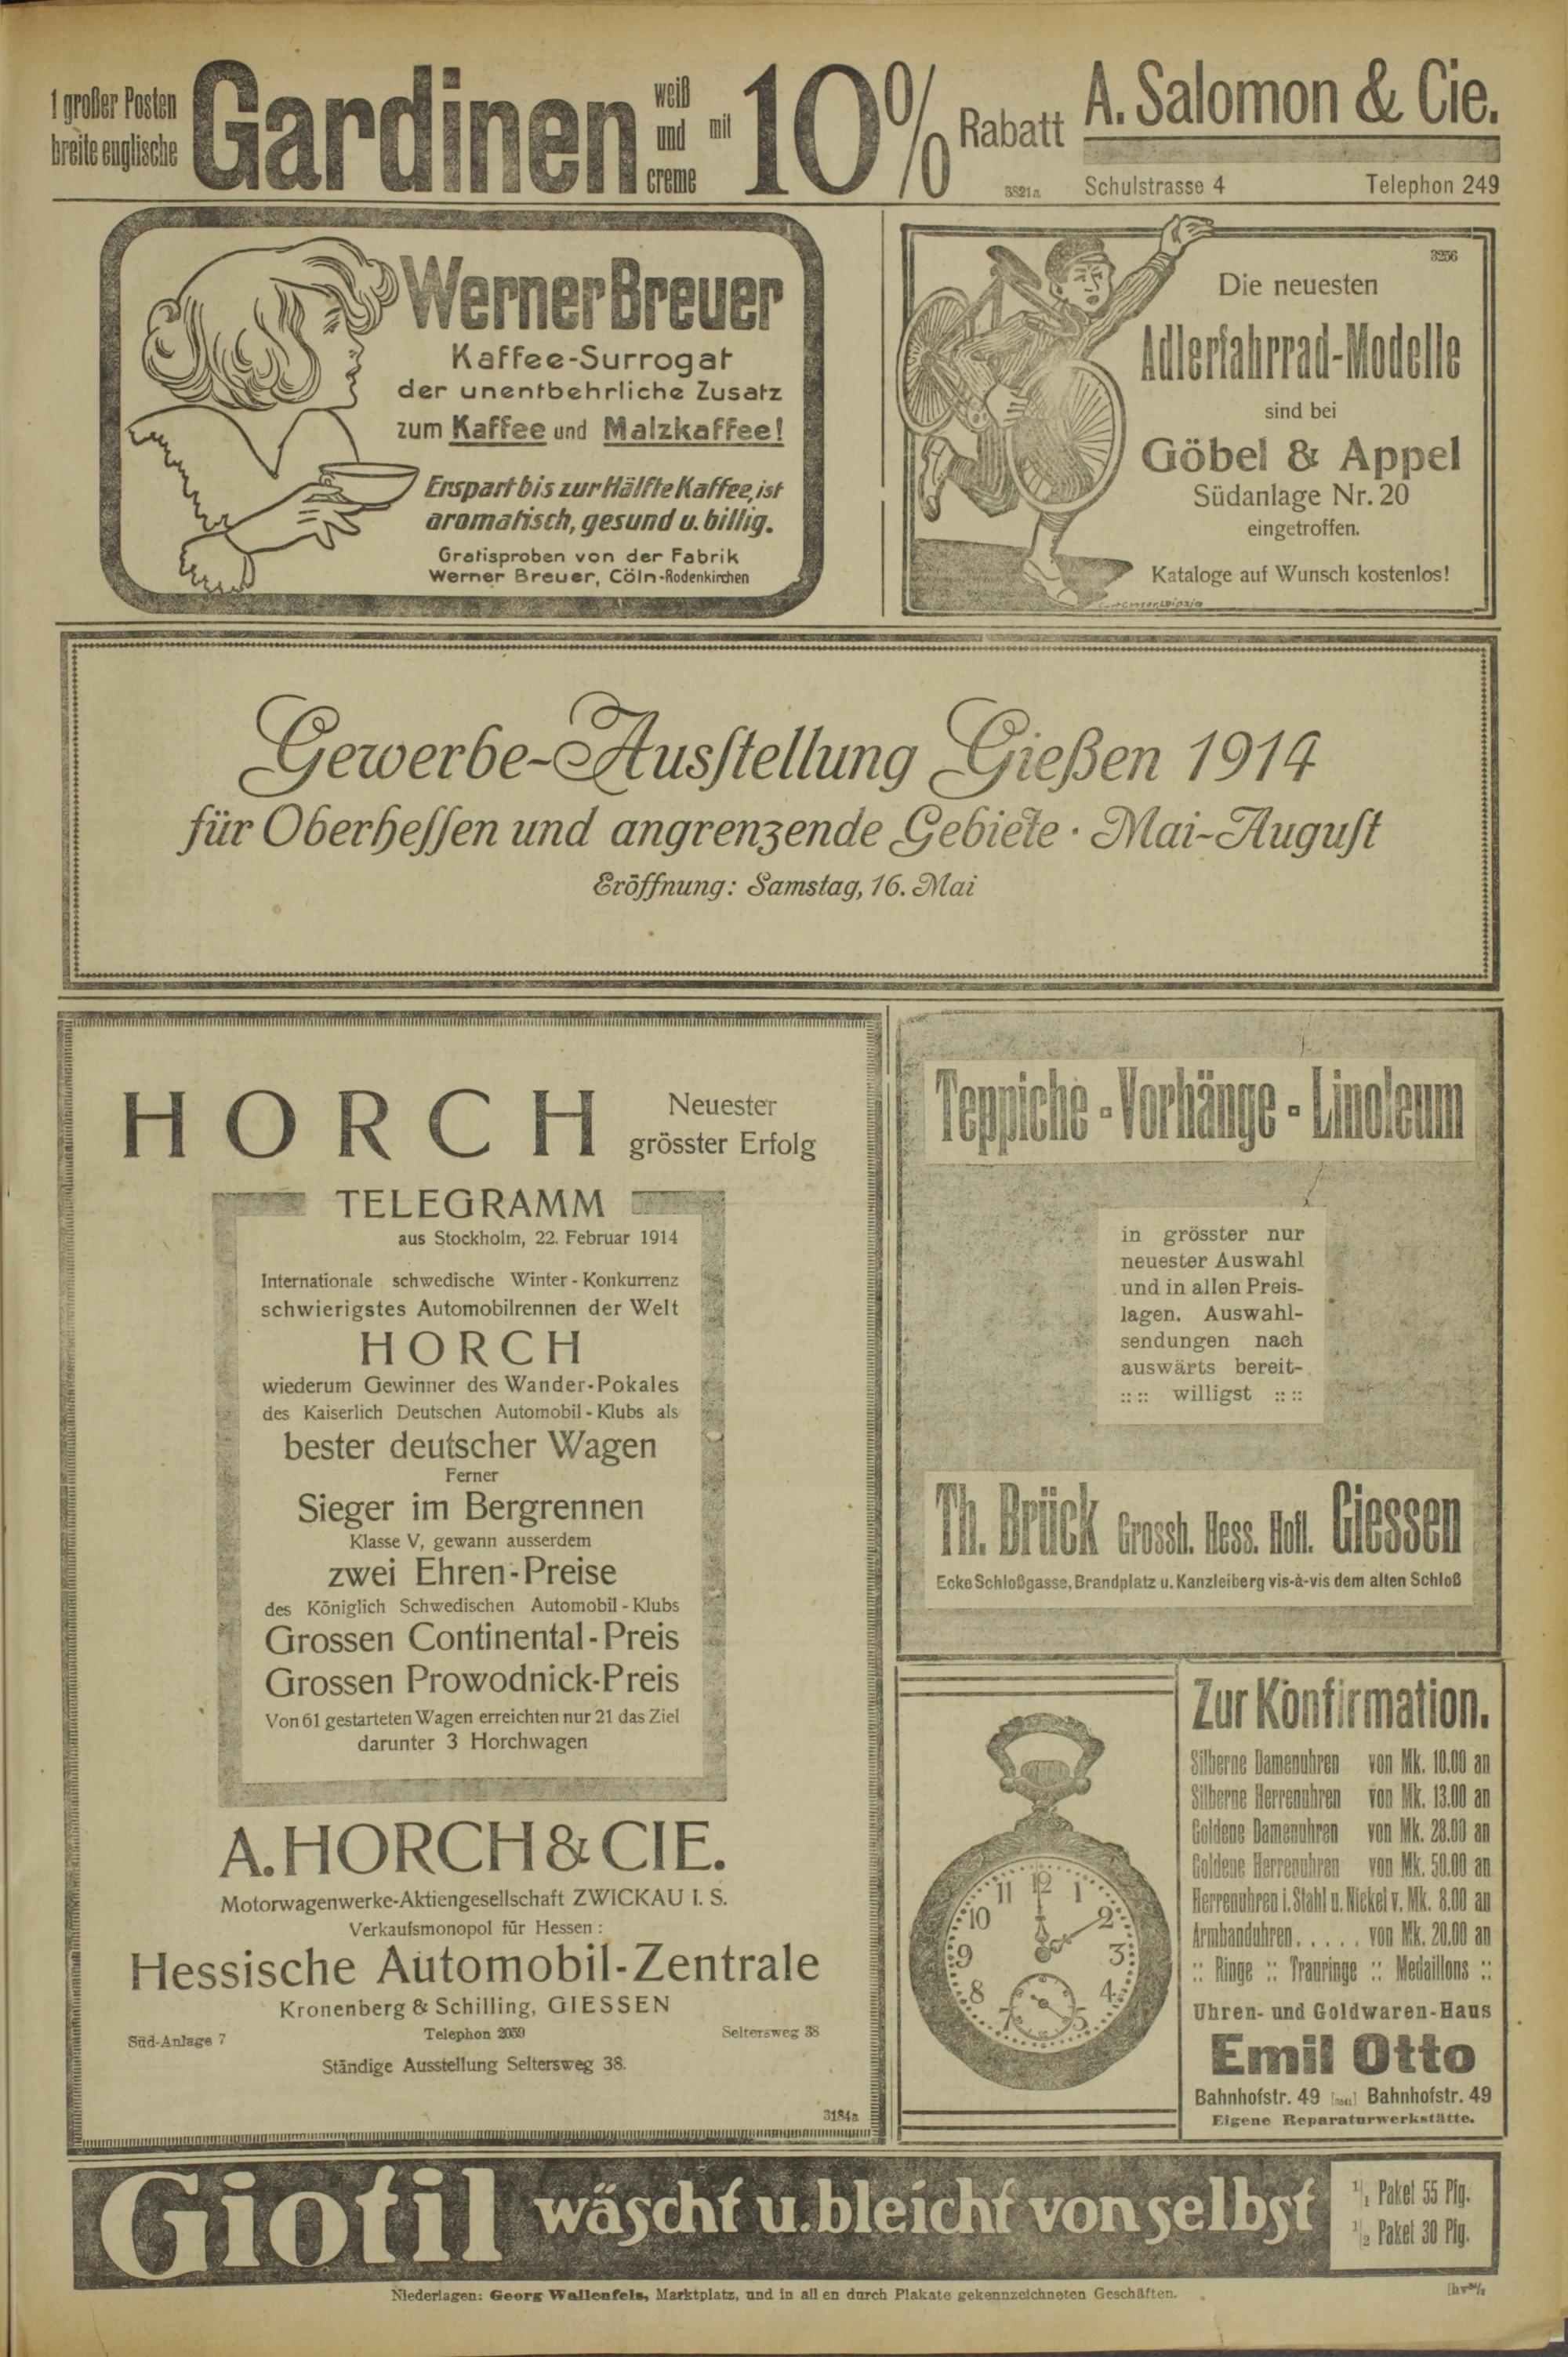 1 großer Posten
breite englische
Gardinen
weiß
und
creme
mit
10%
Rabatt
A. Salomon & Cie.
3821a
Schulstrasse 4 Telephon 249
Werner Breuer
Kaffee-Surrogat
der unentbehrliche Zusatz
zum Kaffee und Malzkaffee!
Erspart bis zur Hälfte Kaffee, ist
aromatisch, gesund u. billig.
Gratisproben von der Fabrik
Werner Breuer, Cöln-Rodenkirchen
3256
Die neuesten
Adlerfahrrad-Modelle
sind bei
Göbel & Appel
Südanlage Nr. 20
eingetroffen.
Kataloge auf Wunsch kostenlos!
Gewerbe-Ausſtellung Gießen 1914
für Oberheſſen und angrenzende Gebiete · Mai-Auguſt
Eröffnung: Samstag, 16. Mai
HORCH
Neuester
grösster Erfolg
TELEGRAMM
aus Stockholm, 22. Februar 1914
Internationale schwedische Winter-Konkurrenz
schwierigstes Automobilrennen der Welt
HORCH
wiederum Gewinner des Wander-Pokales
des Kaiserlich Deutschen Automobil-Klubs als
bester deutscher Wagen
Ferner
Sieger im Bergrennen
Klasse V, gewann ausserdem
zwei Ehren-Preise
des Königlich Schwedischen Automobil-Klubs
Grossen Continental-Preis
Grossen Prowodnick-Preis
Von 61 gestarteten Wagen erreichten nur 21 das Ziel
darunter 3 Horchwagen
A. HORCH & CIE.
Motorwagenwerke-Aktiengesellschaft ZWICKAU I. S.
Verkaufsmonopol für Hessen:
Hessische Automobil-Zentrale
Kronenberg & Schilling, GIESSEN
Süd-Anlage 7 Telephon 2059 Seltersweg 38
Ständige Ausstellung Seltersweg 38.
3184a
Teppiche - Vorhänge - Linoleum
in grösster nur
neuester Auswahl
und in allen Preis-
lagen. Auswahl-
sendungen nach
auswärts bereit-
:: :: willigst :: ::
Th. Brück Grossh. Hess. Hofl. Giessen
Ecke Schloßgasse, Brandplatz u. Kanzleiberg vis-à-vis dem alten Schloß
11 12 1
10 2
9 3
8 4
7 5
Zur Konfirmation.
Silberne Damenuhren von Mk. 10.00 an
Silberne Herrenuhren von Mk. 13.00 an
Goldene Damenuhren von Mk. 28.00 an
Goldene Herrenuhren von Mk. 50.00 an
Herrenuhren i. Stahl u. Nickel v. Mk. 8.00 an
Armbanduhren . . . . . von Mk. 20.00 an
:: Ringe :: Trauringe :: Medaillons ::
Uhren- und Goldwaren-Haus
Emil Otto
Bahnhofstr. 49 Bahnhofstr. 49
Eigene Reparaturwerkstätte.
Giotil wäscht u. bleicht von selbst
1/1 Paket 55 Pfg.
1/2 Paket 30 Pfg.
Niederlagen: Georg Wallenfels, Marktplatz, und in all en durch Plakate gekennzeichneten Geschäften.